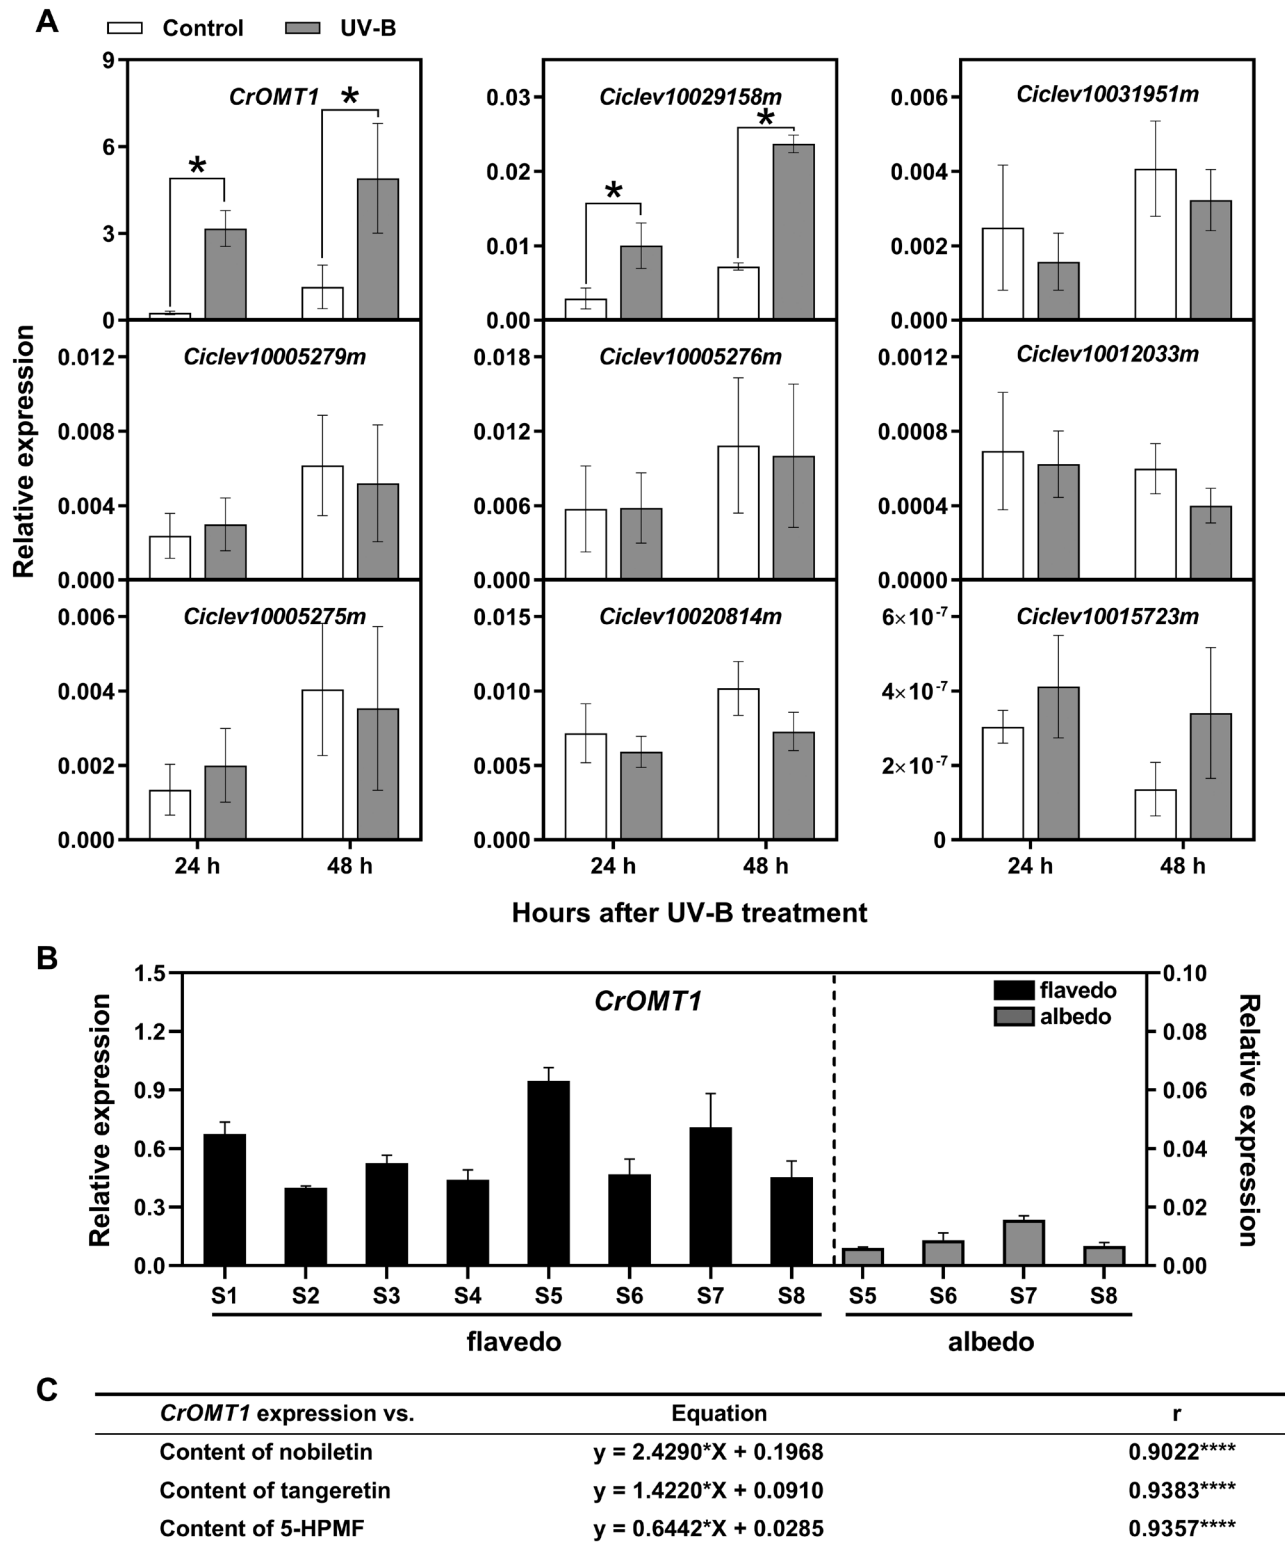 A
Control UV-B
Relative expression
CrOMT1
9
6
3
0
*
*
Ciclev10029158m
0.03
0.02
0.01
0.00
*
*
Ciclev10031951m
0.006
0.004
0.002
0.000
Ciclev10005279m
0.012
0.008
0.004
0.000
Ciclev10005276m
0.018
0.012
0.006
0.000
Ciclev10012033m
0.0012
0.0008
0.0004
0.0000
Ciclev10005275m
0.006
0.004
0.002
0.000
24 h 48 h
Ciclev10020814m
0.015
0.010
0.005
0.000
24 h 48 h
Ciclev10015723m
6×10⁻⁷
4×10⁻⁷
2×10⁻⁷
0
24 h 48 h
Hours after UV-B treatment
B
CrOMT1
flavedo
albedo
Relative expression
1.5
1.2
0.9
0.6
0.3
0.0
0.10
0.08
0.06
0.04
0.02
0.00
Relative expression
S1 S2 S3 S4 S5 S6 S7 S8 S5 S6 S7 S8
flavedo albedo
C
CrOMT1 expression vs. Equation r
Content of nobiletin y = 2.4290*X + 0.1968 0.9022****
Content of tangeretin y = 1.4220*X + 0.0910 0.9383****
Content of 5-HPMF y = 0.6442*X + 0.0285 0.9357****